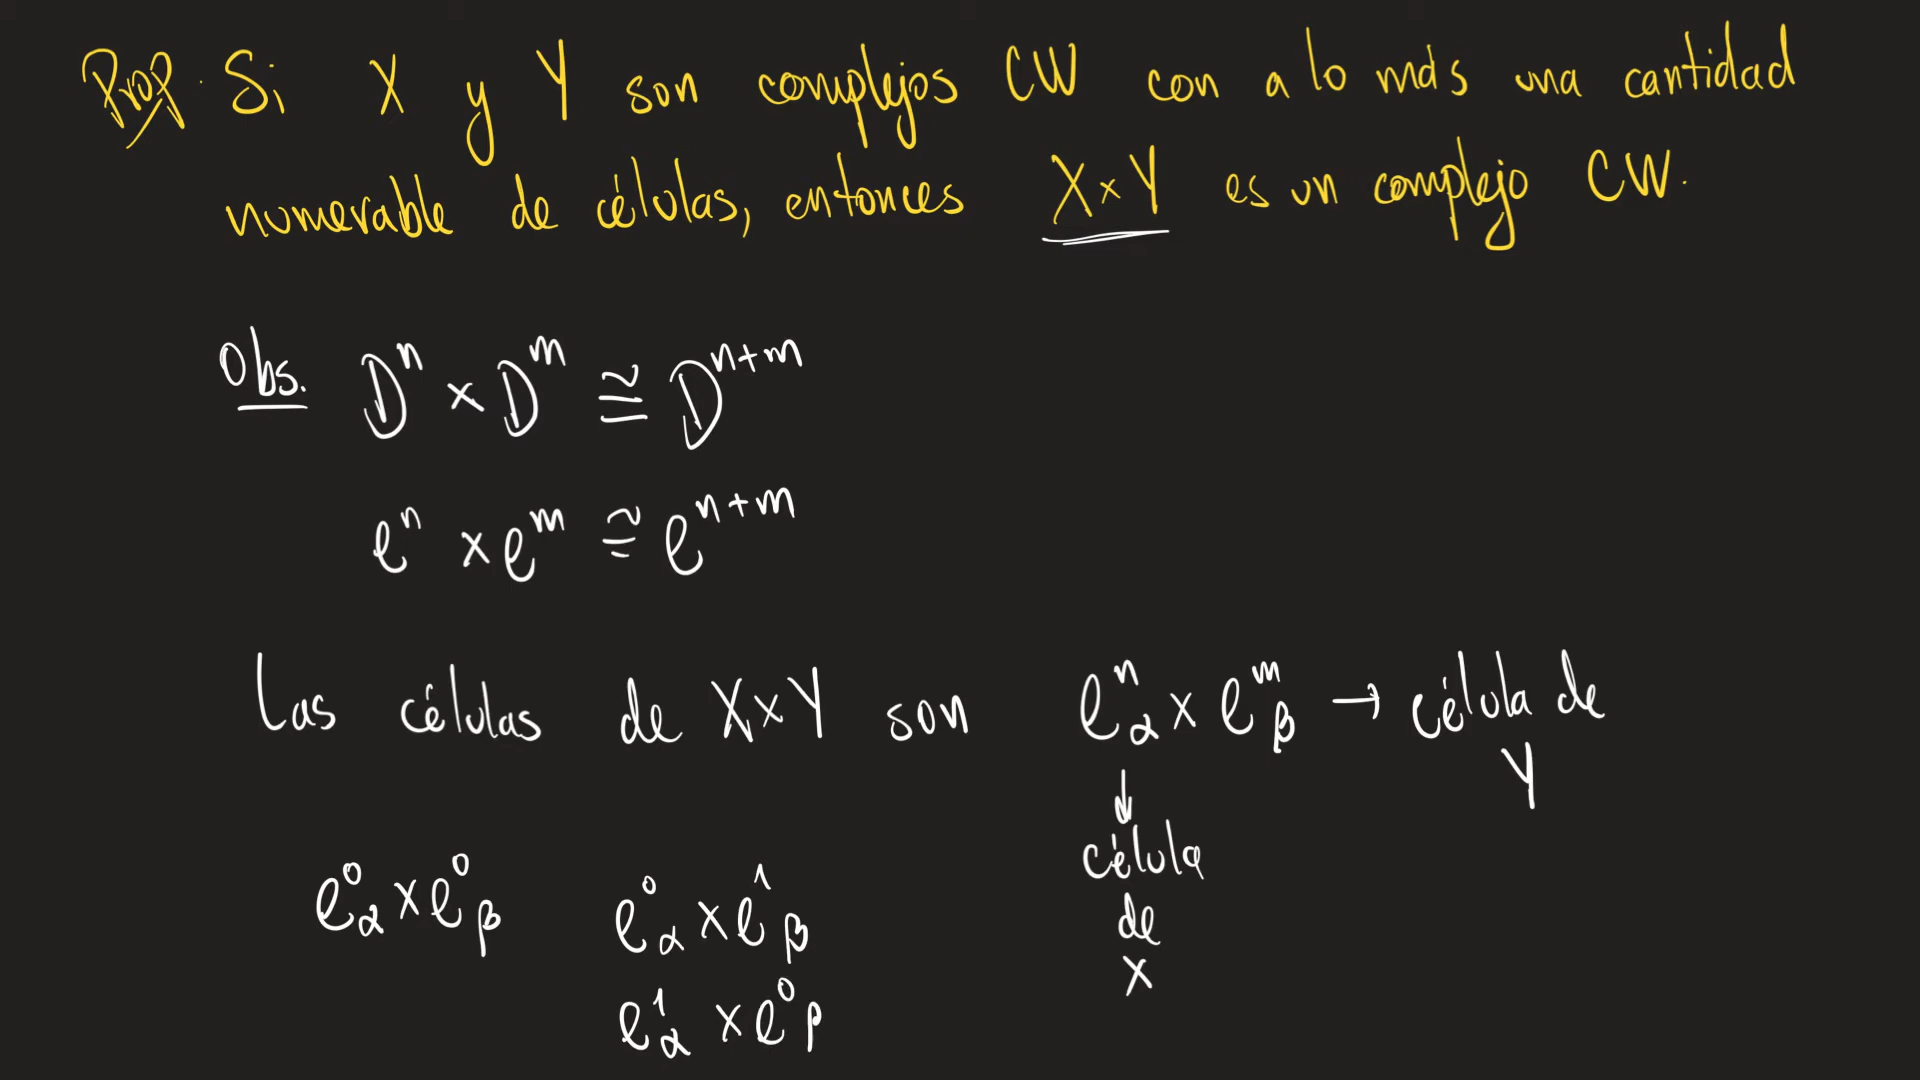 Prop. Si X y Y son complejos CW con a lo más una cantidad
numerable de células, entonces X×Y es un complejo CW.
Obs. Dⁿ × Dᵐ ≅ Dⁿ⁺ᵐ
eⁿ × eᵐ ≅ eⁿ⁺ᵐ
Las células de X×Y son eⁿ_α × eᵐ_β → célula de
Y
↓
célula
de
X
e⁰_α × e⁰_β e⁰_α × e¹_β
e¹_α × e⁰_β